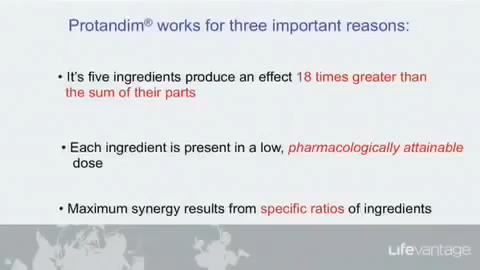 Protandim® works for three important reasons:
• It's five ingredients produce an effect 18 times greater than
the sum of their parts
• Each ingredient is present in a low, pharmacologically attainable
dose
• Maximum synergy results from specific ratios of ingredients
Lifevantage